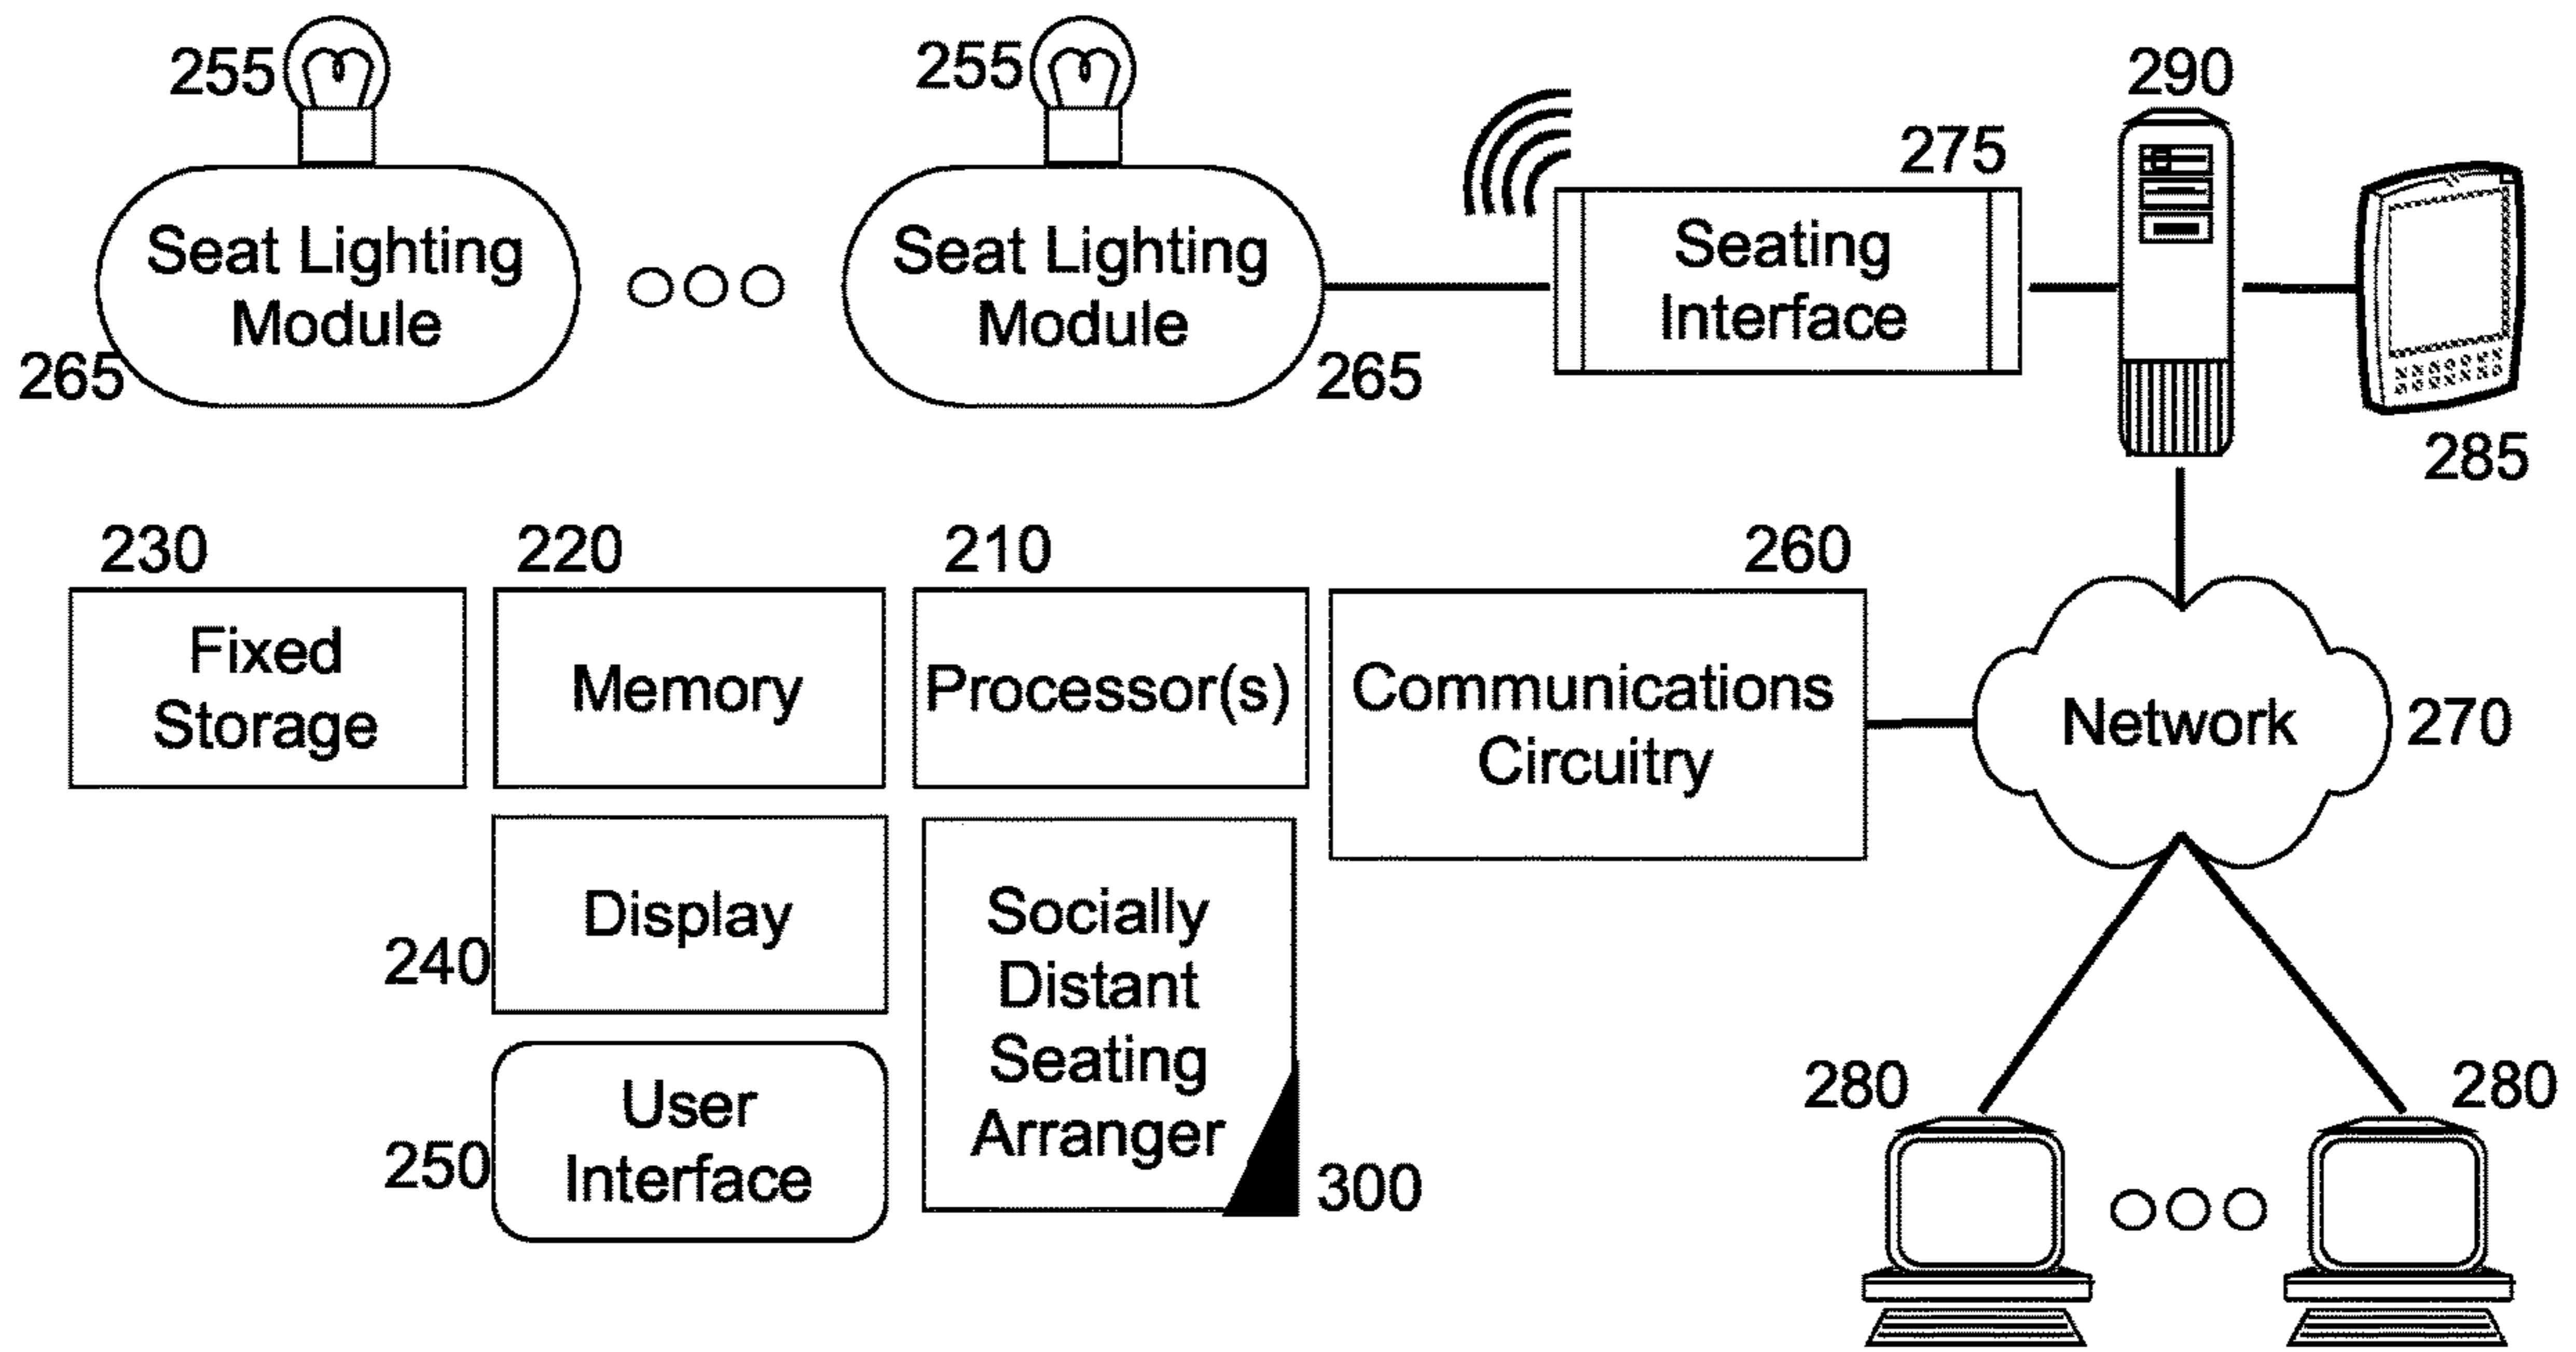 255
255
290
275
Seat Lighting
Module
Seat Lighting
Module
Seating
Interface
265
265
285
230
220
210
260
Fixed
Storage
Memory
Processor(s)
Communications
Circuitry
Network
270
Display
240
Socially
Distant
Seating
Arranger
300
User
Interface
250
280
280